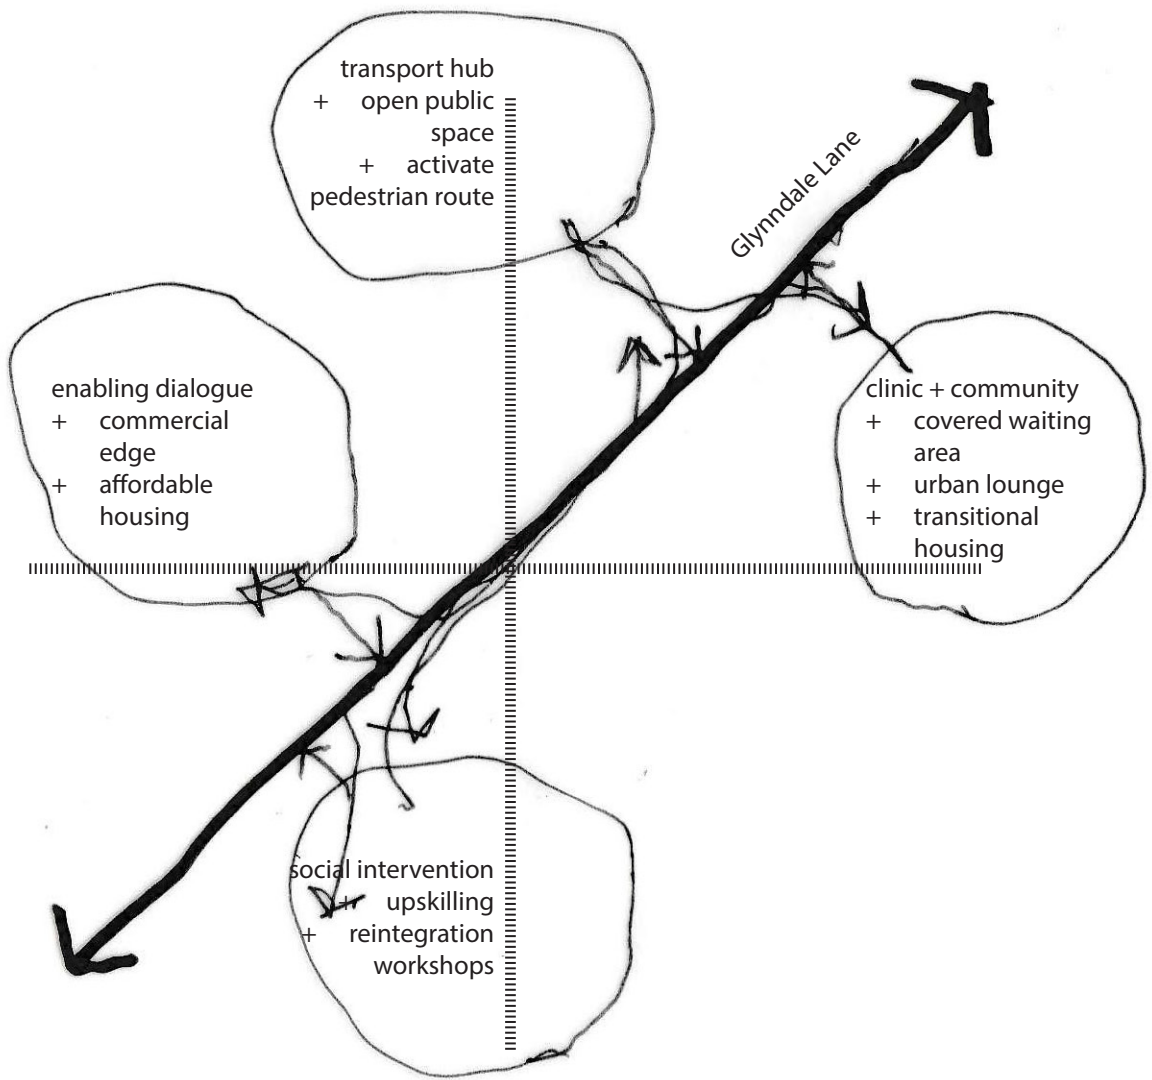 transport hub
+ open public
space
+ activate
pedestrian route
Glynndale Lane
enabling dialogue
+ commercial
edge
+ affordable
housing
clinic + community
+ covered waiting
area
+ urban lounge
+ transitional
housing
social intervention
+ upskilling
+ reintegration
workshops